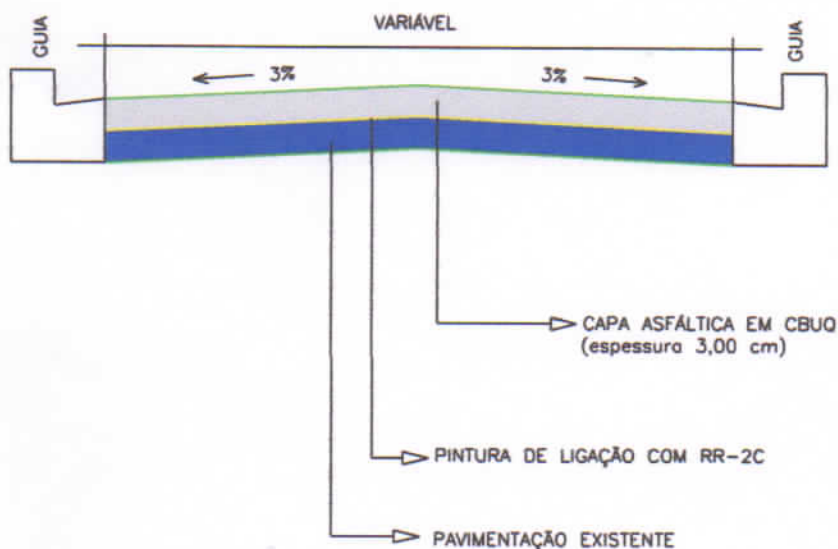 GUIA
VARIÁVEL
GUIA
3%
3%
CAPA ASFÁLTICA EM CBUQ
(espessura 3,00 cm)
PINTURA DE LIGAÇÃO COM RR-2C
PAVIMENTAÇÃO EXISTENTE